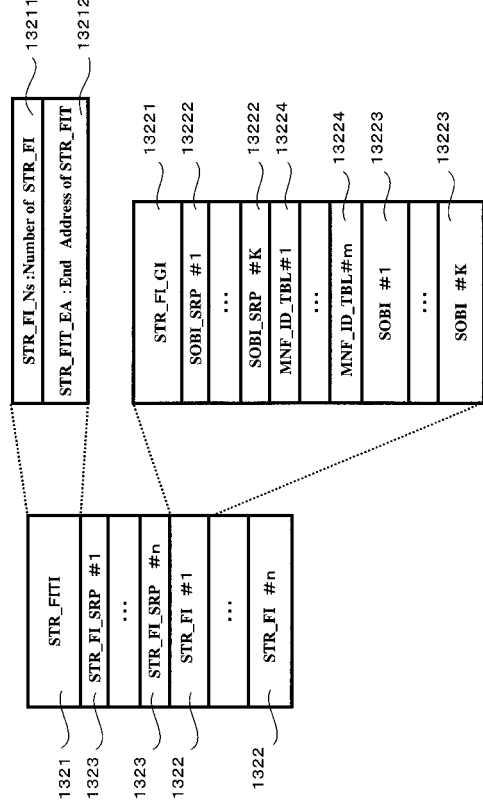 STR_FITI
STR_FI_SRP #1
...
STR_FI_SRP #n
STR_FI #1
...
STR_FI #n
1321
1323
1323
1322
1322
STR_FI_Ns :Number of STR_FI
STR_FIT_EA : End Address of STR_FIT
13211
13212
STR_FI_GI
SOBI_SRP #1
...
SOBI_SRP #K
MNF_ID_TBL#1
...
MNF_ID_TBL#m
SOBI #1
...
SOBI #K
13221
13222
13222
13224
13224
13223
13223